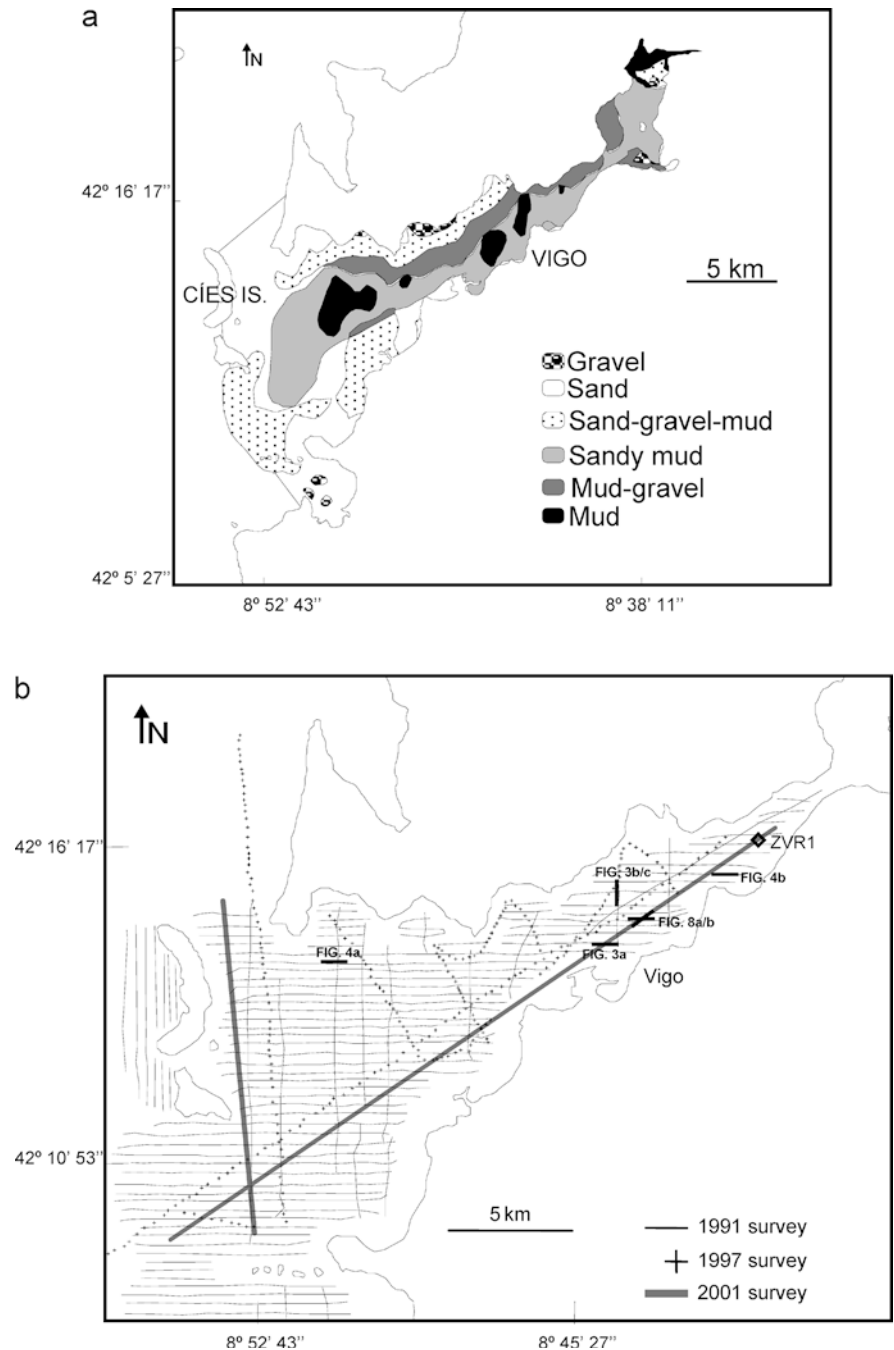 a
N
42º 16' 17''
CÍES IS.
VIGO
5 km
Gravel
Sand
Sand-gravel-mud
Sandy mud
Mud-gravel
Mud
42º 5' 27''
8º 52' 43''
8º 38' 11''
b
N
42º 16' 17''
ZVR1
FIG. 3b/c
FIG. 4b
FIG. 8a/b
FIG. 4a
FIG. 3a
Vigo
42º 10' 53''
5 km
1991 survey
1997 survey
2001 survey
8º 52' 43''
8º 45' 27''